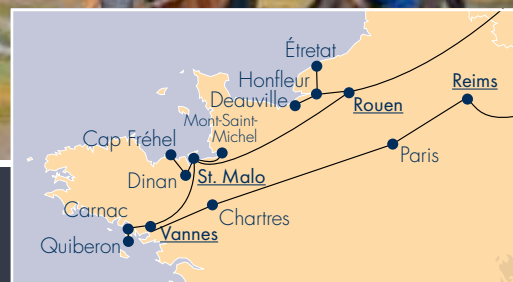 Étretat
Honfleur
Deauville
Rouen
Reims
Mont-Saint-
Michel
Cap Fréhel
Paris
Dinan
St. Malo
Carnac
Chartres
Vannes
Quiberon